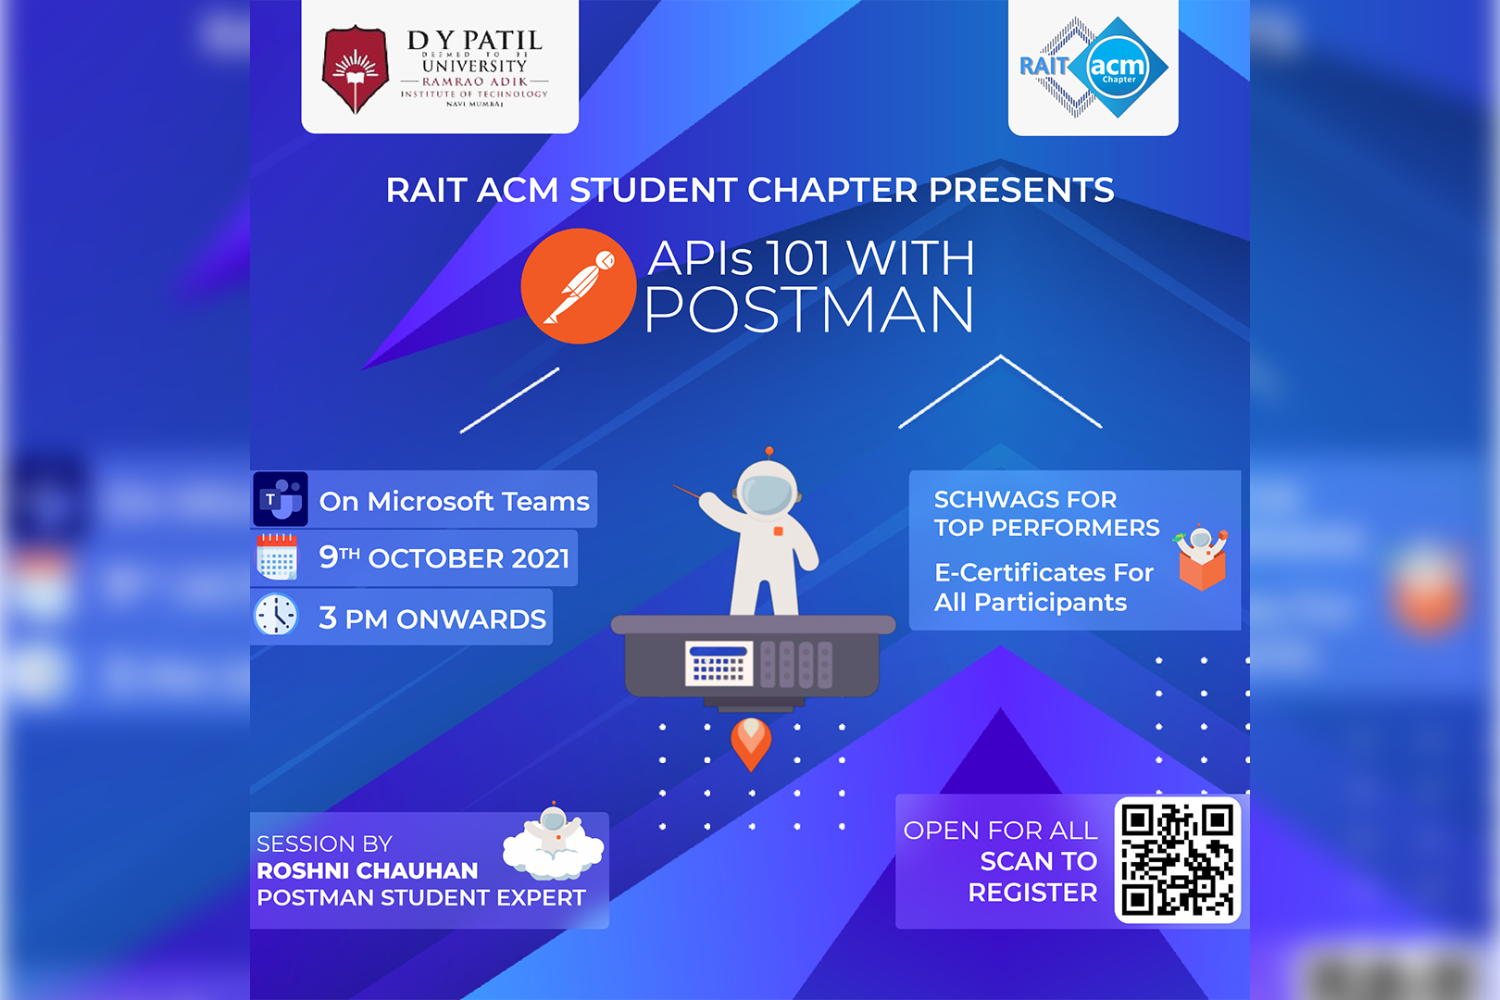 D Y PATIL
DEEMED TO BE
UNIVERSITY
RAMRAO ADIK
INSTITUTE OF TECHNOLOGY
NAVI MUMBAI
RAIT acm
Chapter
RAIT ACM STUDENT CHAPTER PRESENTS
APIs 101 WITH
POSTMAN
T
On Microsoft Teams
9TH OCTOBER 2021
3 PM ONWARDS
SCHWAGS FOR
TOP PERFORMERS
E-Certificates For
All Participants
SESSION BY
ROSHNI CHAUHAN
POSTMAN STUDENT EXPERT
OPEN FOR ALL
SCAN TO
REGISTER